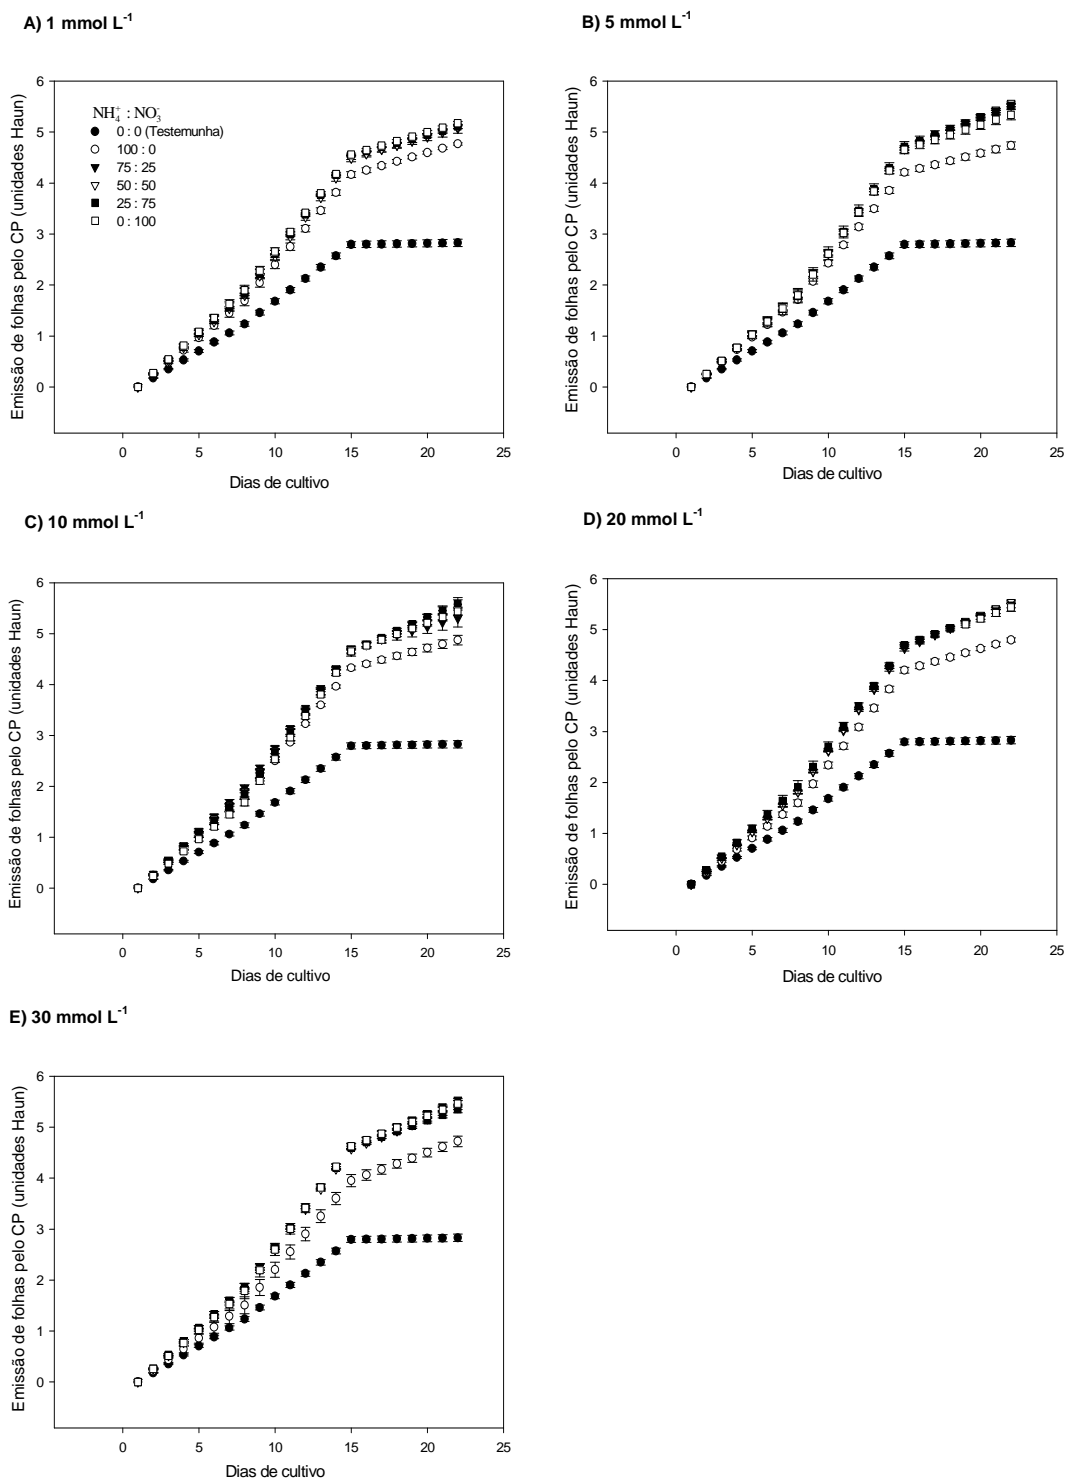 A) 1 mmol L⁻¹
Emissão de folhas pelo CP (unidades Haun)
6
5
4
3
2
1
0
NH₄⁺ : NO₃⁻
0 : 0 (Testemunha)
100 : 0
75 : 25
50 : 50
25 : 75
0 : 100
0 5 10 15 20 25
Dias de cultivo
B) 5 mmol L⁻¹
Emissão de folhas pelo CP (unidades Haun)
6
5
4
3
2
1
0
0 5 10 15 20 25
Dias de cultivo
C) 10 mmol L⁻¹
Emissão de folhas pelo CP (unidades Haun)
6
5
4
3
2
1
0
0 5 10 15 20 25
Dias de cultivo
D) 20 mmol L⁻¹
Emissão de folhas pelo CP (unidades Haun)
6
5
4
3
2
1
0
0 5 10 15 20 25
Dias de cultivo
E) 30 mmol L⁻¹
Emissão de folhas pelo CP (unidades Haun)
6
5
4
3
2
1
0
0 5 10 15 20 25
Dias de cultivo